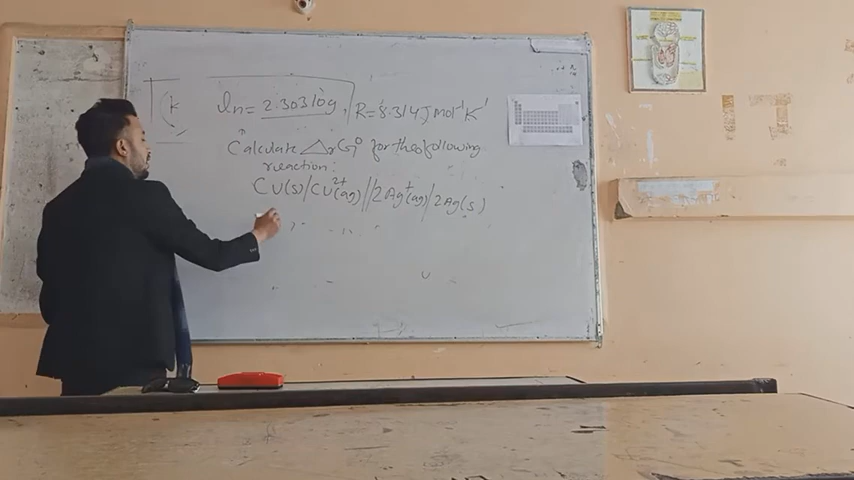 ln = 2.303 log, R = 8.314 J mol⁻¹ K⁻¹
Calculate ΔrG° for the following
reaction:
Cu(s)/Cu²⁺(aq)//2Ag⁺(aq)/2Ag(s)